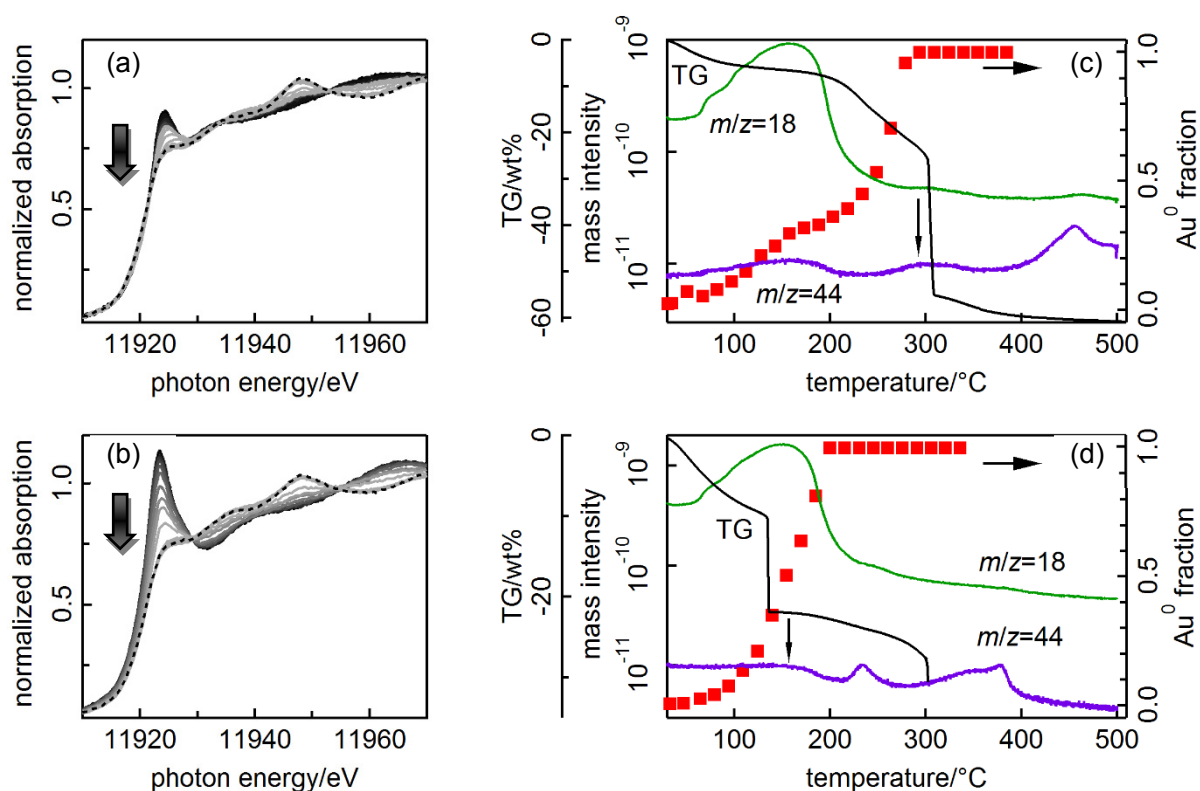 (a)
normalized absorption
1.0
0.5
11920 11940 11960
photon energy/eV
(c)
TG/wt%
0
-20
-40
-60
mass intensity
10⁻⁹
10⁻¹⁰
10⁻¹¹
TG
m/z=18
m/z=44
Au⁰ fraction
1.0
0.5
0.0
100 200 300 400 500
temperature/°C
(b)
normalized absorption
1.0
0.5
11920 11940 11960
photon energy/eV
(d)
TG/wt%
0
-20
mass intensity
10⁻⁹
10⁻¹⁰
10⁻¹¹
TG
m/z=18
m/z=44
Au⁰ fraction
1.0
0.5
0.0
100 200 300 400 500
temperature/°C